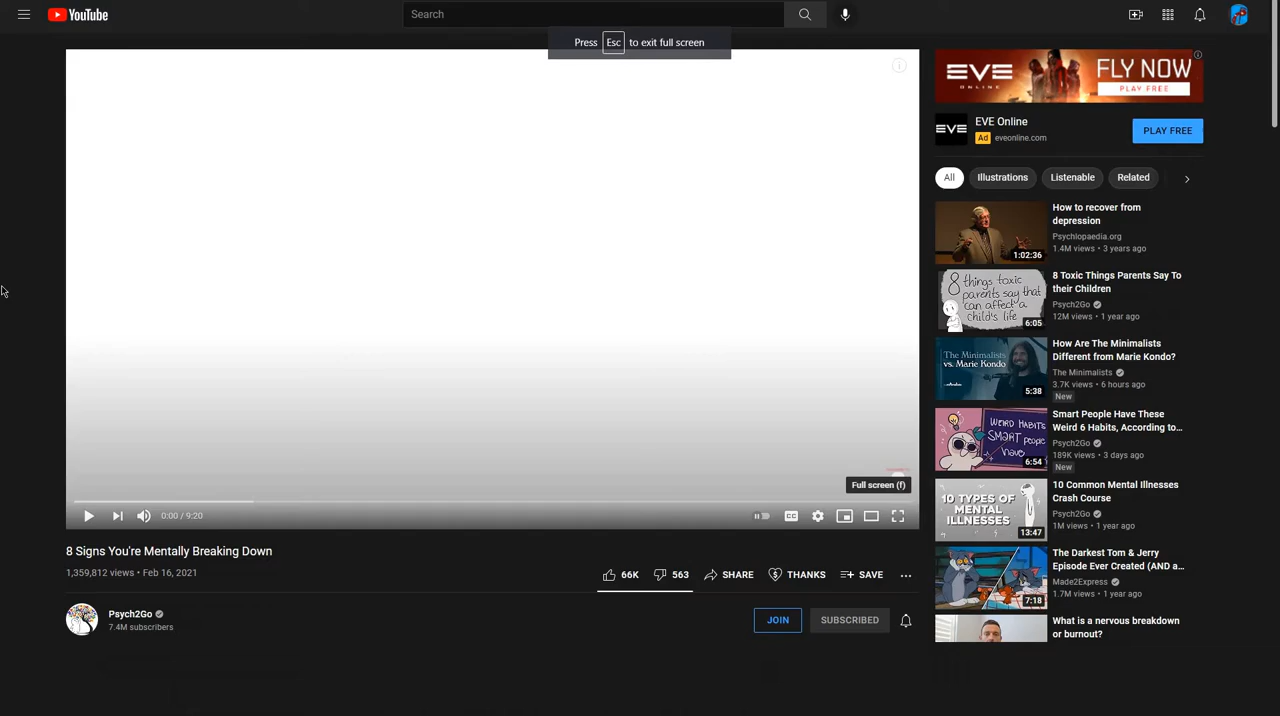 YouTube
Search
Press Esc to exit full screen
EVE
ONLINE
FLY NOW
PLAY FREE
EVE
EVE Online
Ad eveonline.com
PLAY FREE
All
Illustrations
Listenable
Related
How to recover from
depression
Psychlopaedia.org
1.4M views • 3 years ago
1:02:36
8 things toxic
parents say that
can affect a
child's life
6:05
8 Toxic Things Parents Say To
their Children
Psych2Go
12M views • 1 year ago
The Minimalists
vs. Marie Kondo
5:38
How Are The Minimalists
Different from Marie Kondo?
The Minimalists
3.7K views • 6 hours ago
New
WEIRD HABITS
SMART PEOPLE
HAVE
6:54
Smart People Have These
Weird 6 Habits, According to...
Psych2Go
189K views • 3 days ago
New
10 TYPES OF
MENTAL
ILLNESSES
13:47
10 Common Mental Illnesses
Crash Course
Psych2Go
1M views • 1 year ago
7:18
The Darkest Tom & Jerry
Episode Ever Created (AND a...
Made2Express
1.7M views • 1 year ago
What is a nervous breakdown
or burnout?
Full screen (f)
0:00 / 9:20
CC
8 Signs You're Mentally Breaking Down
1,359,812 views • Feb 16, 2021
66K
563
SHARE
THANKS
SAVE
Psych2Go
7.4M subscribers
JOIN
SUBSCRIBED